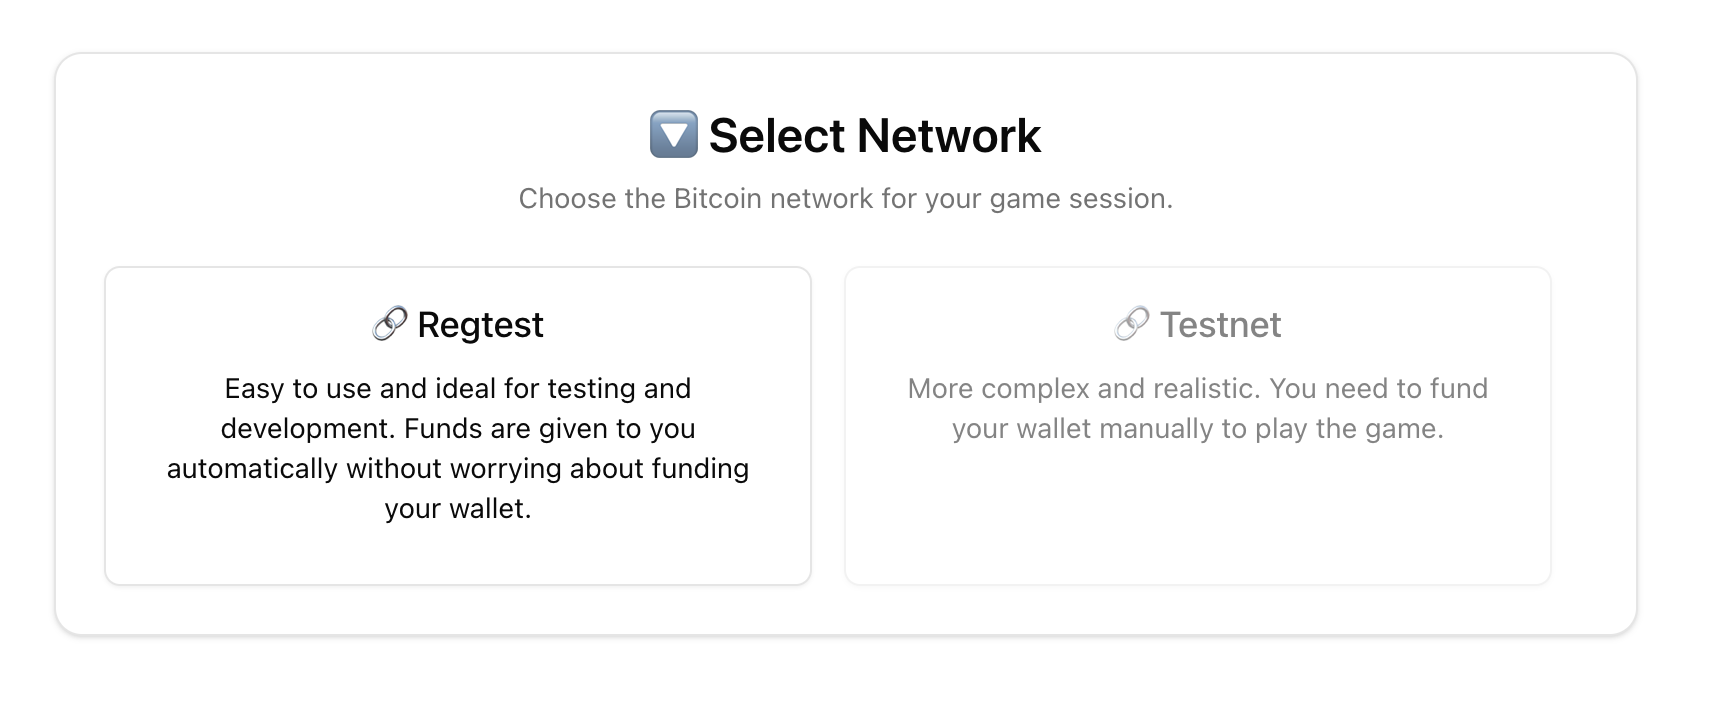 🔽 Select Network
Choose the Bitcoin network for your game session.
🔗 Regtest
Easy to use and ideal for testing and
development. Funds are given to you
automatically without worrying about funding
your wallet.
🔗 Testnet
More complex and realistic. You need to fund
your wallet manually to play the game.